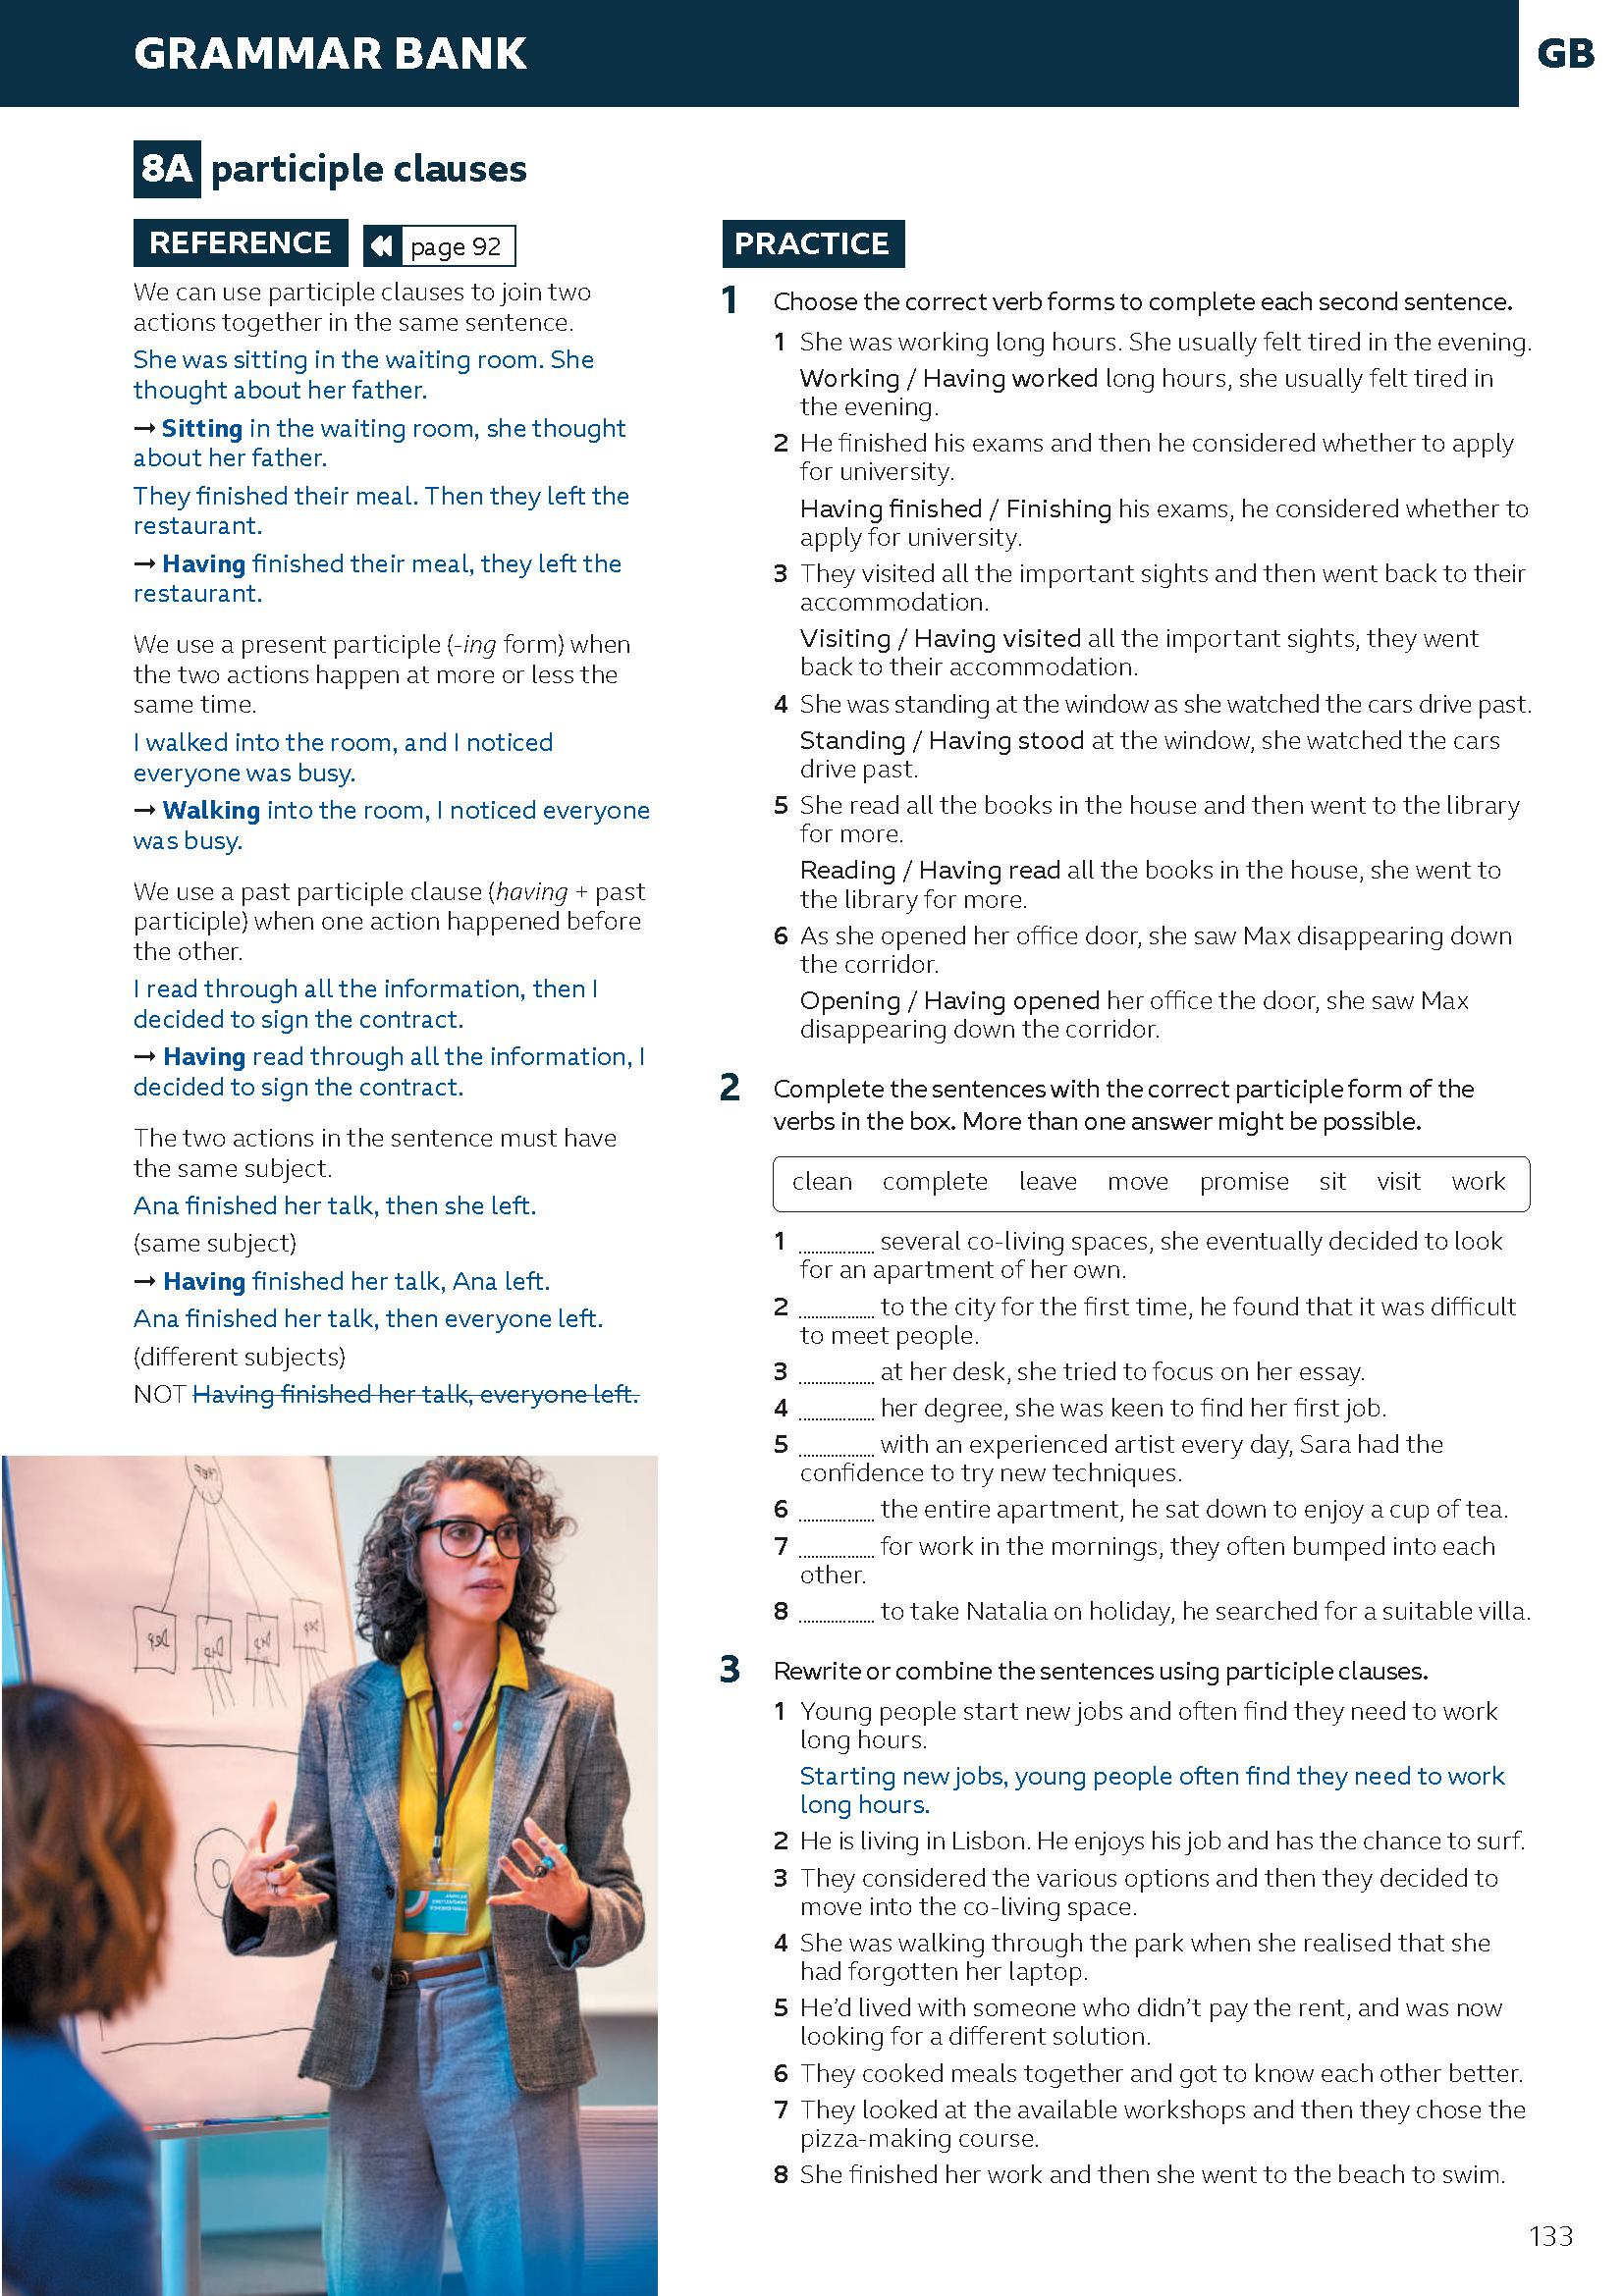 GRAMMAR BANK
GB
8A participle clauses
REFERENCE page 92
We can use participle clauses to join two
actions together in the same sentence.
She was sitting in the waiting room. She
thought about her father.
→ Sitting in the waiting room, she thought
about her father.
They finished their meal. Then they left the
restaurant.
→ Having finished their meal, they left the
restaurant.
We use a present participle (-ing form) when
the two actions happen at more or less the
same time.
I walked into the room, and I noticed
everyone was busy.
→ Walking into the room, I noticed everyone
was busy.
We use a past participle clause (having + past
participle) when one action happened before
the other.
I read through all the information, then I
decided to sign the contract.
→ Having read through all the information, I
decided to sign the contract.
The two actions in the sentence must have
the same subject.
Ana finished her talk, then she left.
(same subject)
→ Having finished her talk, Ana left.
Ana finished her talk, then everyone left.
(different subjects)
NOT Having finished her talk, everyone left.
PRACTICE
1 Choose the correct verb forms to complete each second sentence.
1 She was working long hours. She usually felt tired in the evening.
Working / Having worked long hours, she usually felt tired in
the evening.
2 He finished his exams and then he considered whether to apply
for university.
Having finished / Finishing his exams, he considered whether to
apply for university.
3 They visited all the important sights and then went back to their
accommodation.
Visiting / Having visited all the important sights, they went
back to their accommodation.
4 She was standing at the window as she watched the cars drive past.
Standing / Having stood at the window, she watched the cars
drive past.
5 She read all the books in the house and then went to the library
for more.
Reading / Having read all the books in the house, she went to
the library for more.
6 As she opened her office door, she saw Max disappearing down
the corridor.
Opening / Having opened her office the door, she saw Max
disappearing down the corridor.
2 Complete the sentences with the correct participle form of the
verbs in the box. More than one answer might be possible.
clean complete leave move promise sit visit work
1 ............... several co-living spaces, she eventually decided to look
for an apartment of her own.
2 ............... to the city for the first time, he found that it was difficult
to meet people.
3 ............... at her desk, she tried to focus on her essay.
4 ............... her degree, she was keen to find her first job.
5 ............... with an experienced artist every day, Sara had the
confidence to try new techniques.
6 ............... the entire apartment, he sat down to enjoy a cup of tea.
7 ............... for work in the mornings, they often bumped into each
other.
8 ............... to take Natalia on holiday, he searched for a suitable villa.
3 Rewrite or combine the sentences using participle clauses.
1 Young people start new jobs and often find they need to work
long hours.
Starting new jobs, young people often find they need to work
long hours.
2 He is living in Lisbon. He enjoys his job and has the chance to surf.
3 They considered the various options and then they decided to
move into the co-living space.
4 She was walking through the park when she realised that she
had forgotten her laptop.
5 He'd lived with someone who didn't pay the rent, and was now
looking for a different solution.
6 They cooked meals together and got to know each other better.
7 They looked at the available workshops and then they chose the
pizza-making course.
8 She finished her work and then she went to the beach to swim.
133